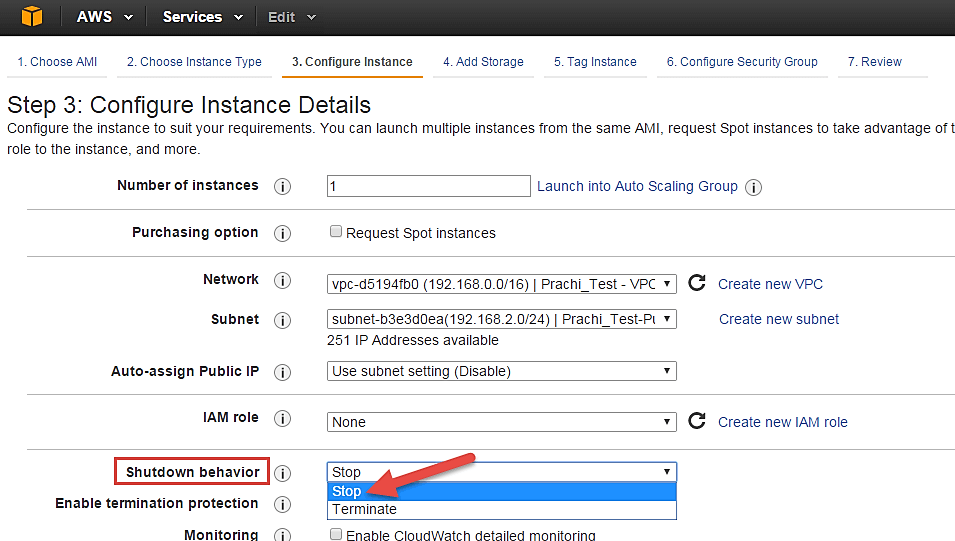 AWS Services Edit
1. Choose AMI 2. Choose Instance Type 3. Configure Instance 4. Add Storage 5. Tag Instance 6. Configure Security Group 7. Review
Step 3: Configure Instance Details
Configure the instance to suit your requirements. You can launch multiple instances from the same AMI, request Spot instances to take advantage of t
role to the instance, and more.
Number of instances i 1 Launch into Auto Scaling Group i
Purchasing option i Request Spot instances
Network i vpc-d5194fb0 (192.168.0.0/16) | Prachi_Test - VPC Create new VPC
Subnet i subnet-b3e3d0ea(192.168.2.0/24) | Prachi_Test-Pu Create new subnet
251 IP Addresses available
Auto-assign Public IP i Use subnet setting (Disable)
IAM role i None Create new IAM role
Shutdown behavior i Stop
Stop
Enable termination protection i Terminate
Monitoring i Enable CloudWatch detailed monitoring